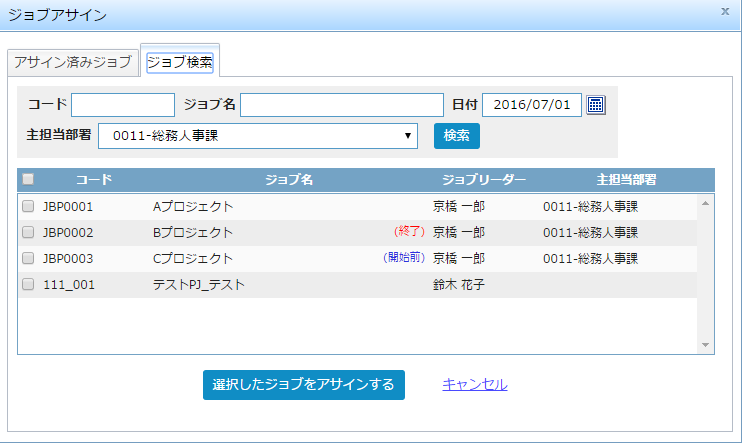 ジョブアサイン x
アサイン済みジョブ ジョブ検索
コード ジョブ名 日付 2016/07/01
主担当部署 0011-総務人事課 ▼ 検索
コード ジョブ名 ジョブリーダー 主担当部署
JBP0001 Aプロジェクト 京橋 一郎 0011-総務人事課
JBP0002 Bプロジェクト (終了) 京橋 一郎 0011-総務人事課
JBP0003 Cプロジェクト (開始前) 京橋 一郎 0011-総務人事課
111_001 テストPJ_テスト 鈴木 花子
選択したジョブをアサインする キャンセル